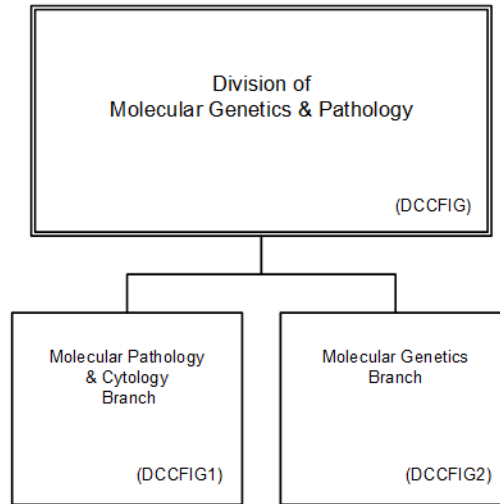 Division of
Molecular Genetics & Pathology
(DCCFIG)
Molecular Pathology
& Cytology
Branch
(DCCFIG1)
Molecular Genetics
Branch
(DCCFIG2)